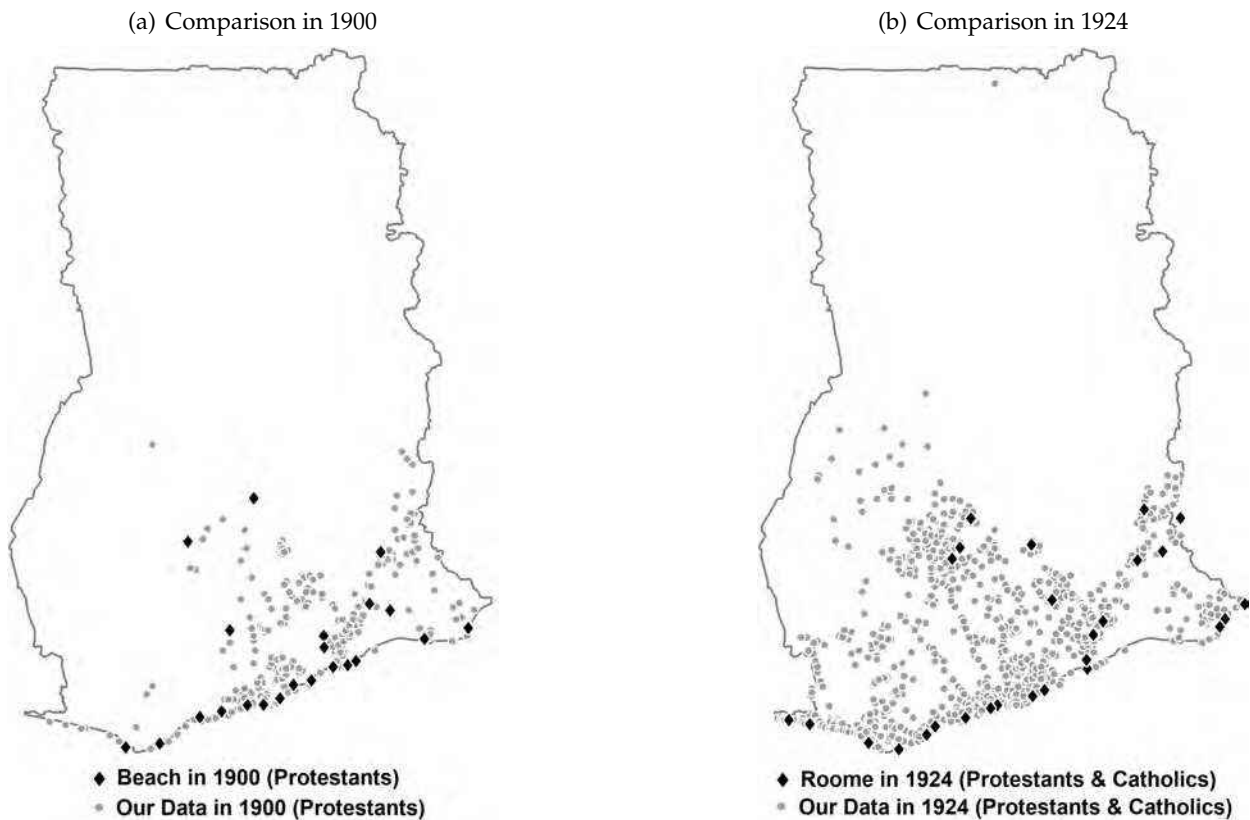 (a) Comparison in 1900
(b) Comparison in 1924
Beach in 1900 (Protestants)
Our Data in 1900 (Protestants)
Roome in 1924 (Protestants & Catholics)
Our Data in 1924 (Protestants & Catholics)